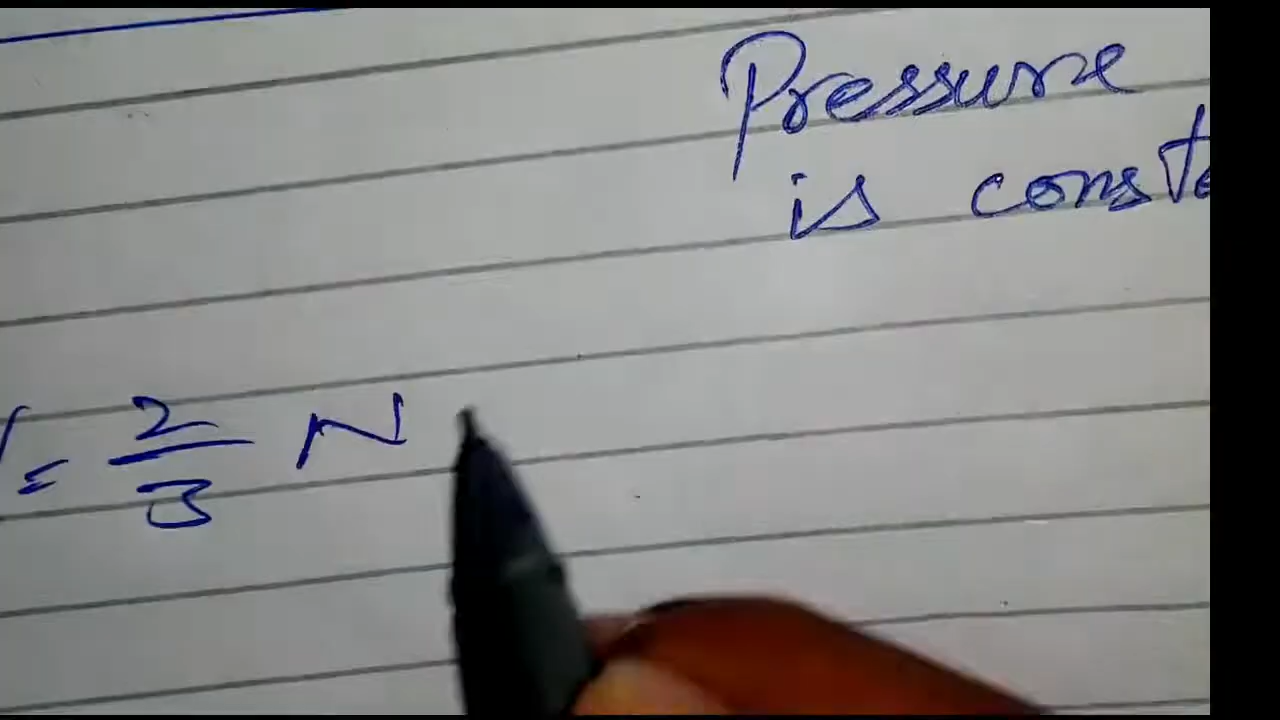 Pressure
is
= 2/3 N